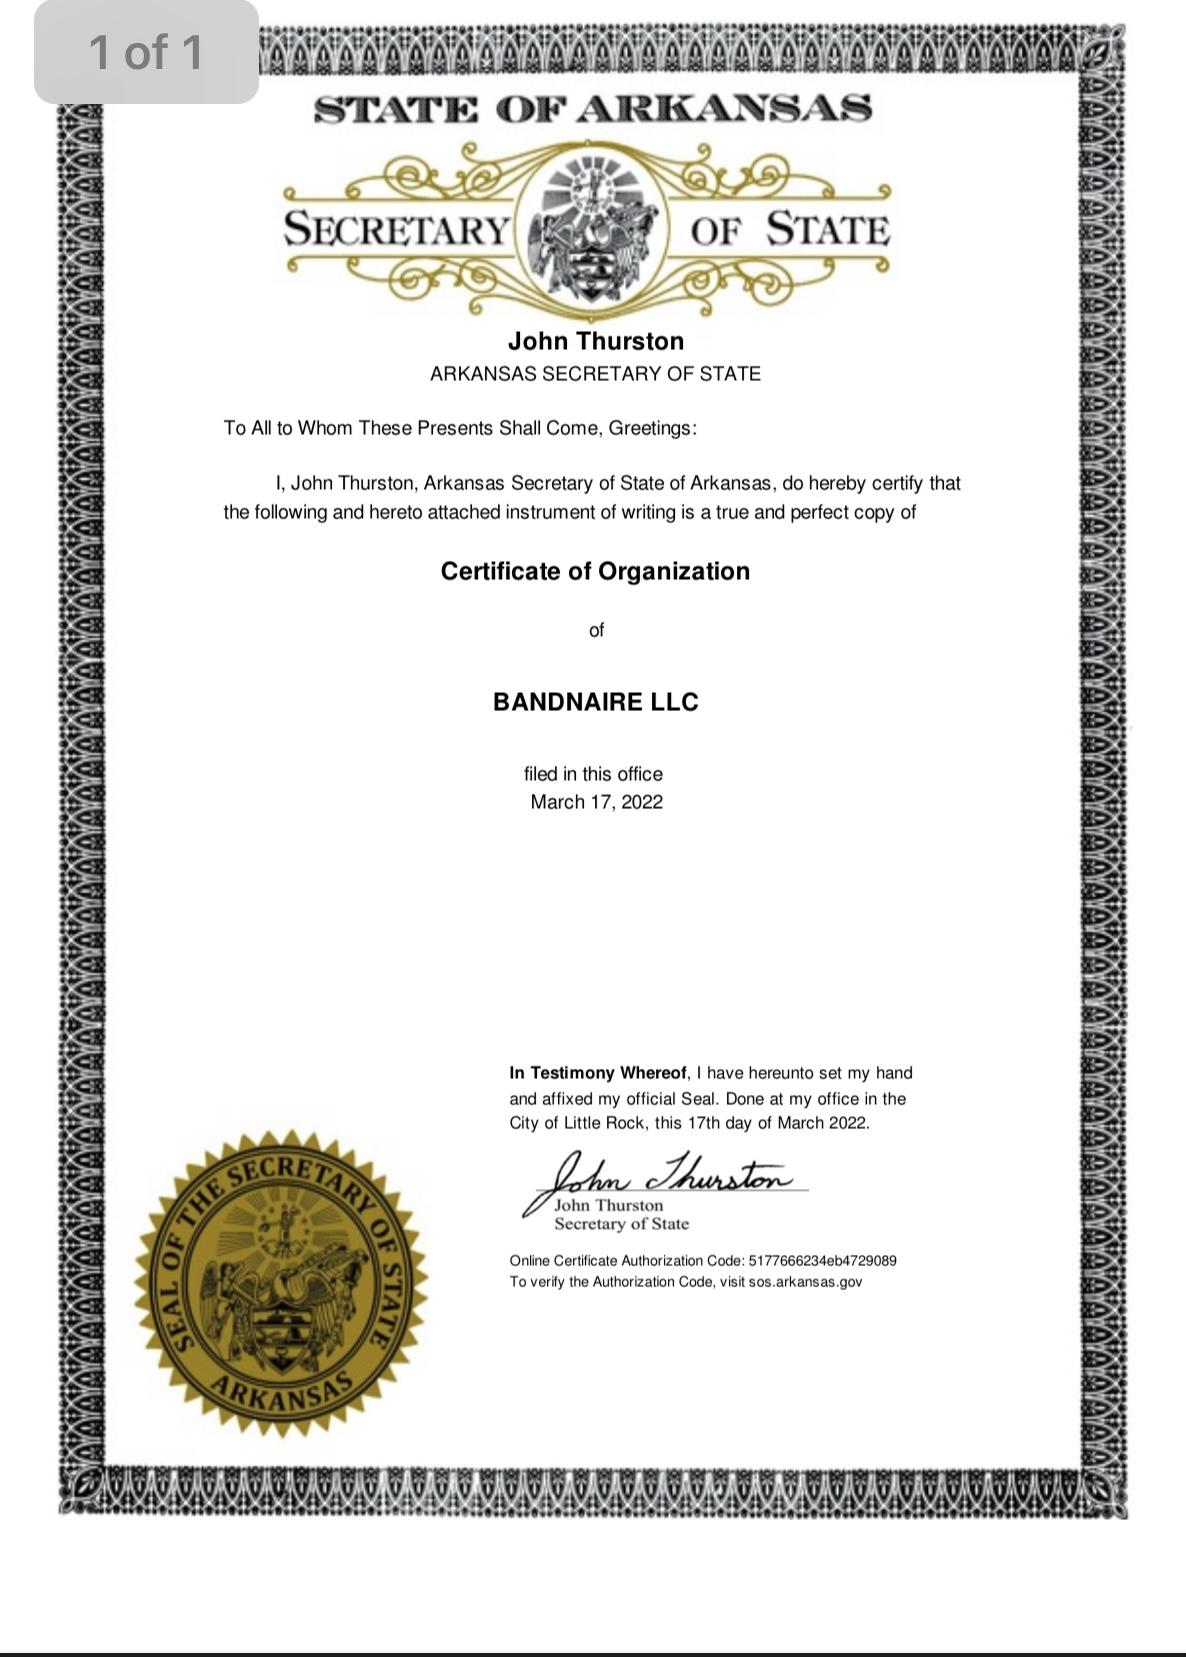 1 of 1
STATE OF ARKANSAS
SECRETARY OF STATE
John Thurston
ARKANSAS SECRETARY OF STATE
To All to Whom These Presents Shall Come, Greetings:
I, John Thurston, Arkansas Secretary of State of Arkansas, do hereby certify that
the following and hereto attached instrument of writing is a true and perfect copy of
Certificate of Organization
of
BANDNAIRE LLC
filed in this office
March 17, 2022
In Testimony Whereof, I have hereunto set my hand
and affixed my official Seal. Done at my office in the
City of Little Rock, this 17th day of March 2022.
John Thurston
John Thurston
Secretary of State
Online Certificate Authorization Code: 5177666234eb4729089
To verify the Authorization Code, visit sos.arkansas.gov
SEAL OF THE SECRETARY OF STATE
ARKANSAS